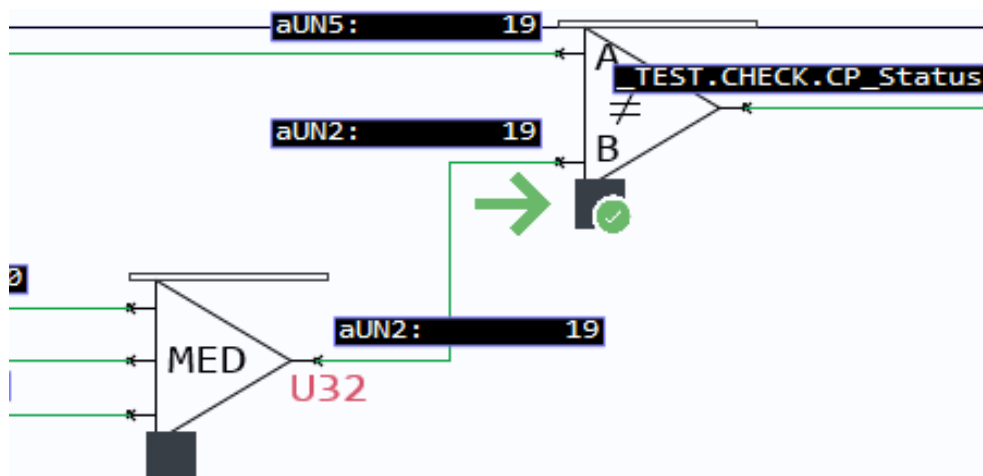 aUN5: 19
A
_TEST.CHECK.CP_Status
≠
aUN2: 19
B
0
aUN2: 19
MED
U32